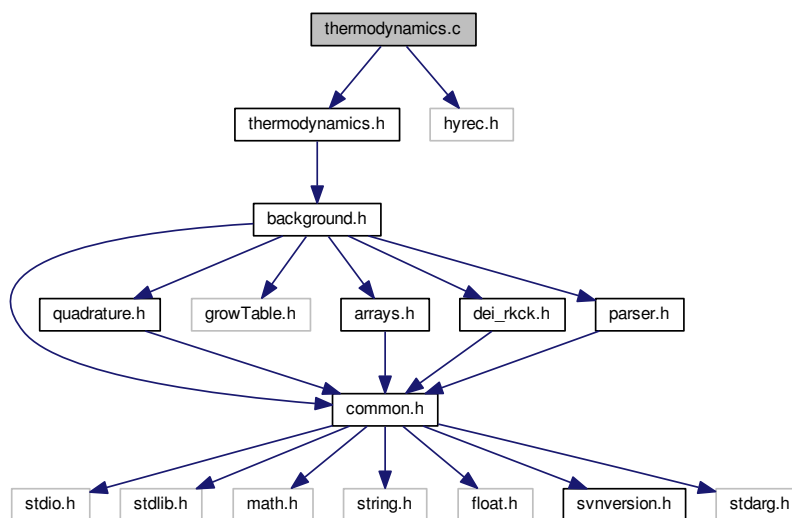 thermodynamics.c
thermodynamics.h
hyrec.h
background.h
quadrature.h
growTable.h
arrays.h
dei_rkck.h
parser.h
common.h
stdio.h
stdlib.h
math.h
string.h
float.h
svnversion.h
stdarg.h